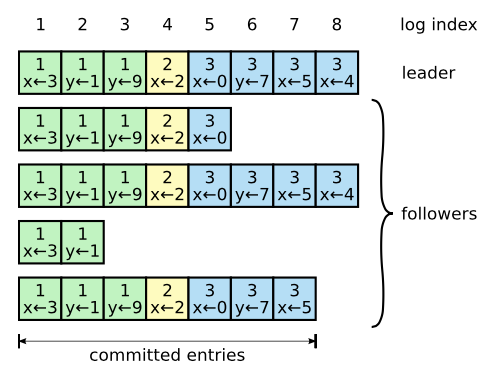 1 2 3 4 5 6 7 8 log index
1 1 1 2 3 3 3 3
x←3 y←1 y←9 x←2 x←0 y←7 x←5 x←4
leader
1 1 1 2 3
x←3 y←1 y←9 x←2 x←0
1 1 1 2 3 3 3 3
x←3 y←1 y←9 x←2 x←0 y←7 x←5 x←4
followers
1 1
x←3 y←1
1 1 1 2 3 3 3
x←3 y←1 y←9 x←2 x←0 y←7 x←5
committed entries